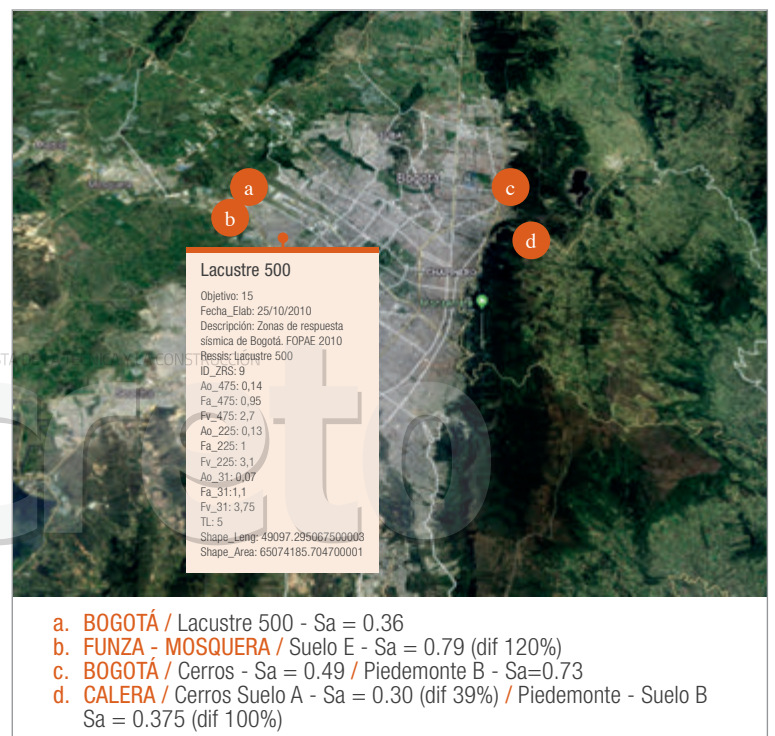 Bogotá
CHAPINERO
a
b
c
d
Lacustre 500
Objetivo: 15
Fecha_Elab: 25/10/2010
Descripción: Zonas de respuesta
sísmica de Bogotá. FOPAE 2010
Ressis: Lacustre 500
ID_ZRS: 9
Ao_475: 0,14
Fa_475: 0,95
Fv_475: 2,7
Ao_225: 0,13
Fa_225: 1
Fv_225: 3,1
Ao_31: 0,07
Fa_31:1,1
Fv_31: 3,75
TL: 5
Shape_Leng: 49097.295067500003
Shape_Area: 65074185.704700001
CONSTRUCCIÓN
creto
a. BOGOTÁ / Lacustre 500 - Sa = 0.36
b. FUNZA - MOSQUERA / Suelo E - Sa = 0.79 (dif 120%)
c. BOGOTÁ / Cerros - Sa = 0.49 / Piedemonte B - Sa=0.73
d. CALERA / Cerros Suelo A - Sa = 0.30 (dif 39%) / Piedemonte - Suelo B
Sa = 0.375 (dif 100%)